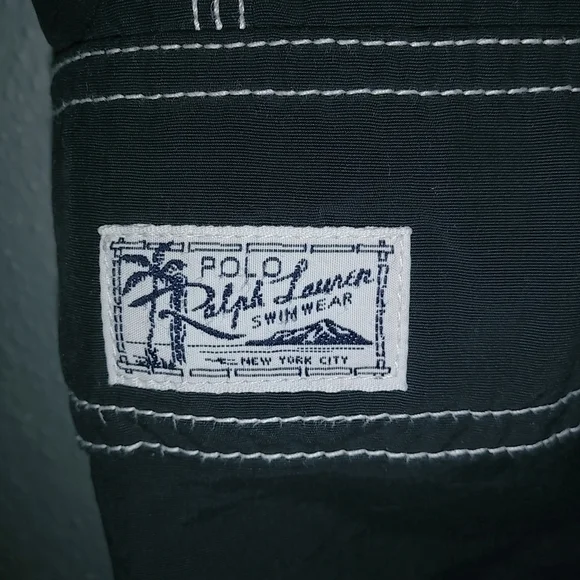 POLO
Ralph Lauren
SWIMWEAR
NEW YORK CITY